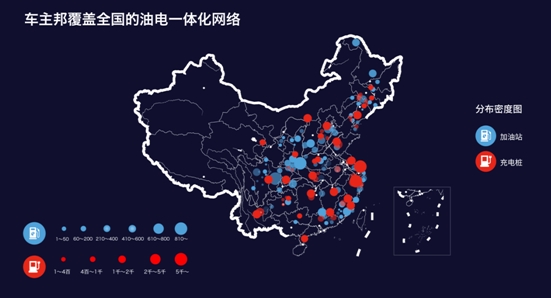 车主邦覆盖全国的油电一体化网络
分布密度图
加油站
充电桩
1～50 60～200 210～400 410～600 610～800 810～
1～4百 4百～1千 1千～2千 2千～5千 5千～